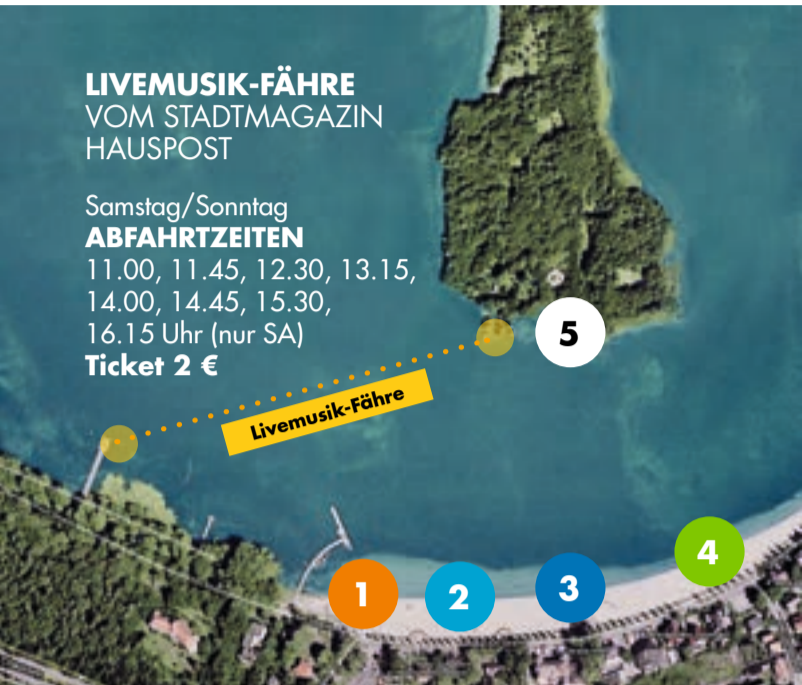 LIVEMUSIK-FÄHRE
VOM STADTMAGAZIN
HAUSPOST
Samstag/Sonntag
ABFAHRTZEITEN
11.00, 11.45, 12.30, 13.15,
14.00, 14.45, 15.30,
16.15 Uhr (nur SA)
Ticket 2 €
5
Livemusik-Fähre
4
1
2
3